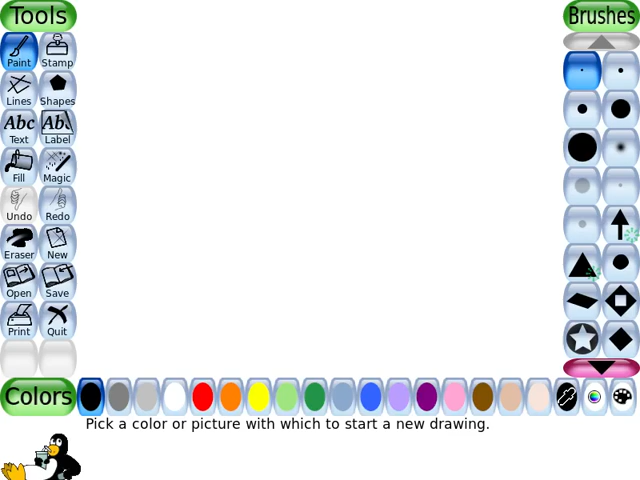 Tools
Brushes
Paint
Stamp
Lines
Shapes
Abc
Text
Abc
Label
Fill
Magic
Undo
Redo
Eraser
New
Open
Save
Print
Quit
Colors
Pick a color or picture with which to start a new drawing.